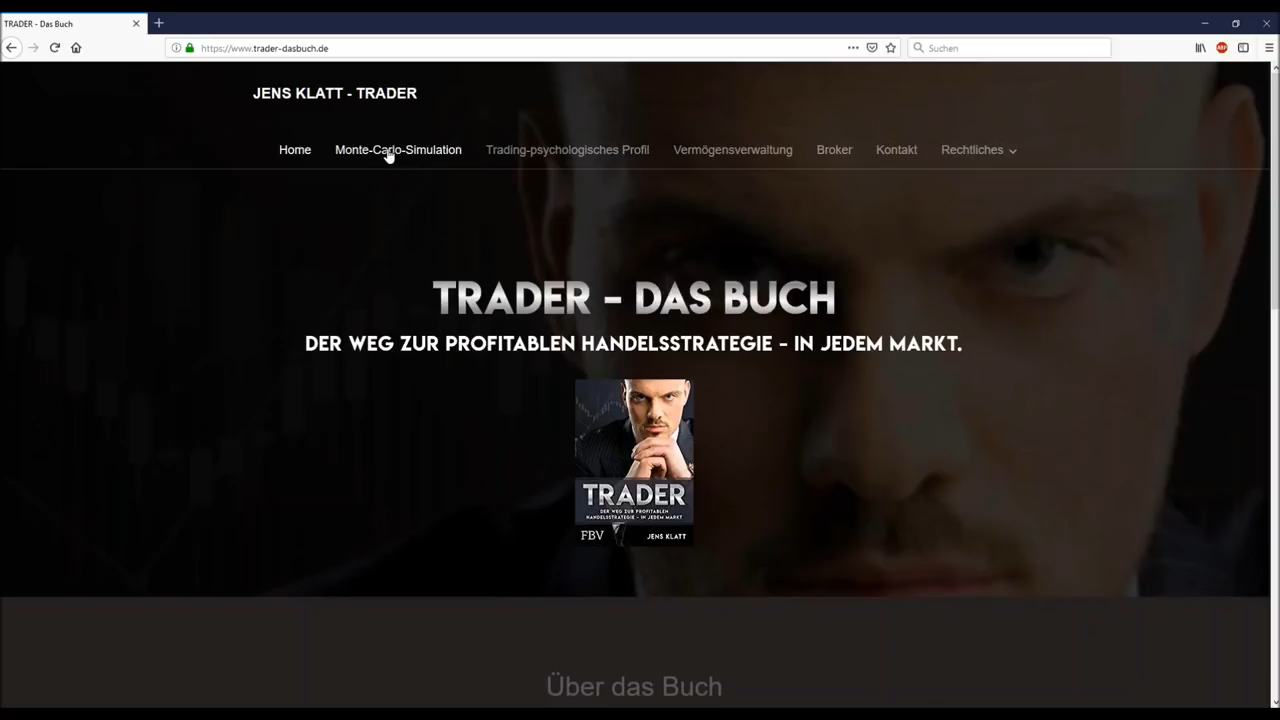 TRADER - Das Buch
https://www.trader-dasbuch.de
Suchen
ABP
JENS KLATT - TRADER
Home Monte-Carlo-Simulation Trading-psychologisches Profil Vermögensverwaltung Broker Kontakt Rechtliches
TRADER – DAS BUCH
DER WEG ZUR PROFITABLEN HANDELSSTRATEGIE – IN JEDEM MARKT.
TRADER
DER WEG ZUR PROFITABLEN
HANDELSSTRATEGIE – IN JEDEM MARKT
FBV JENS KLATT
Über das Buch